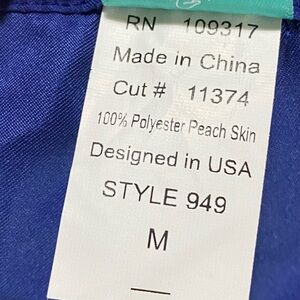 RN 109317
Made in China
Cut # 11374
100% Polyester Peach Skin
Designed in USA
STYLE 949
M